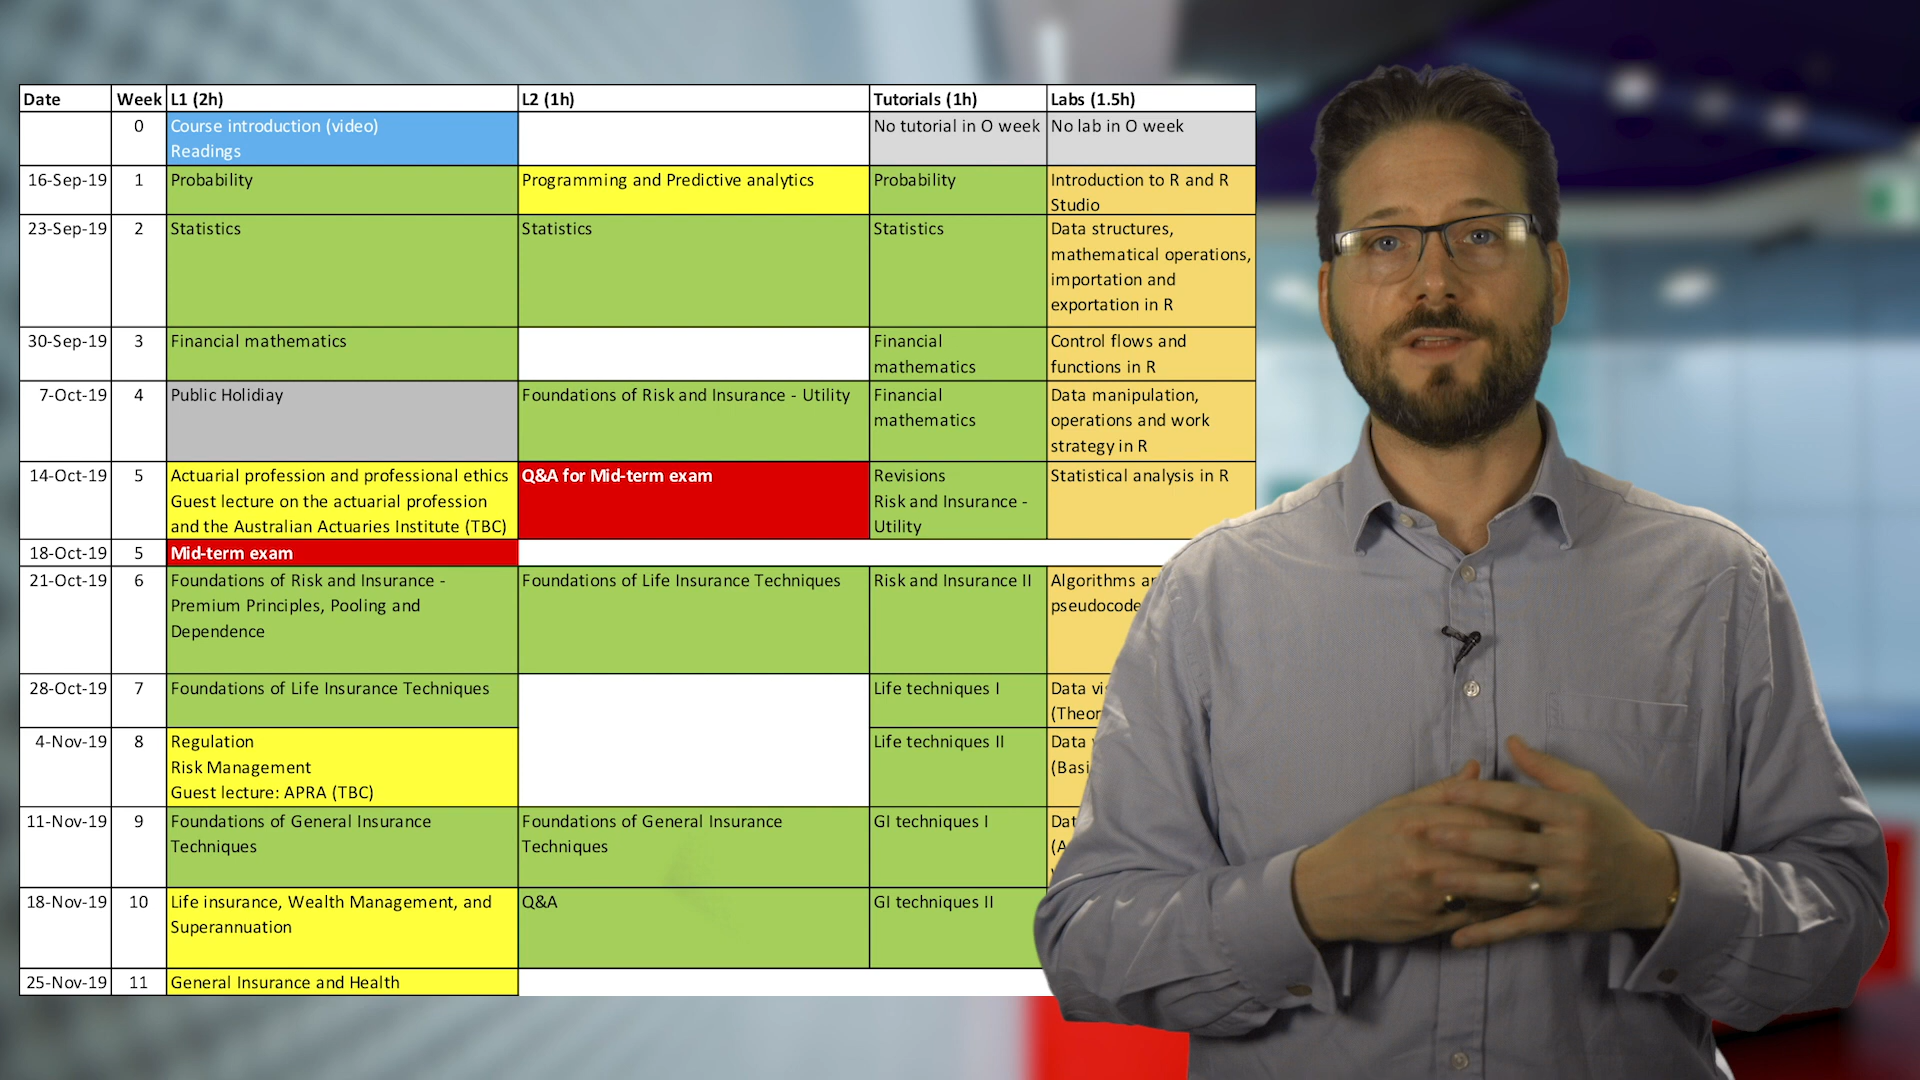 Date Week L1 (2h) L2 (1h) Tutorials (1h) Labs (1.5h)
0 Course introduction (video) No tutorial in O week No lab in O week
Readings
16-Sep-19 1 Probability Programming and Predictive analytics Probability Introduction to R and R
Studio
23-Sep-19 2 Statistics Statistics Statistics Data structures,
mathematical operations,
importation and
exportation in R
30-Sep-19 3 Financial mathematics Financial Control flows and
mathematics functions in R
7-Oct-19 4 Public Holidiay Foundations of Risk and Insurance - Utility Financial Data manipulation,
mathematics operations and work
strategy in R
14-Oct-19 5 Actuarial profession and professional ethics Q&A for Mid-term exam Revisions Statistical analysis in R
Guest lecture on the actuarial profession Risk and Insurance -
and the Australian Actuaries Institute (TBC) Utility
18-Oct-19 5 Mid-term exam
21-Oct-19 6 Foundations of Risk and Insurance - Foundations of Life Insurance Techniques Risk and Insurance II Algorithms
Premium Principles, Pooling and pseudocode
Dependence
28-Oct-19 7 Foundations of Life Insurance Techniques Life techniques I Data
4-Nov-19 8 Regulation Life techniques II Data
Risk Management
Guest lecture: APRA (TBC)
11-Nov-19 9 Foundations of General Insurance Foundations of General Insurance GI techniques I
Techniques Techniques
18-Nov-19 10 Life insurance, Wealth Management, and Q&A GI techniques II
Superannuation
25-Nov-19 11 General Insurance and Health